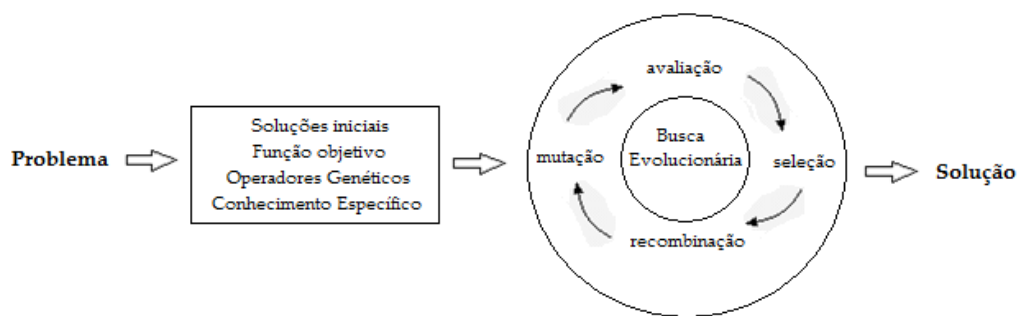 Problema
Soluções iniciais
Função objetivo
Operadores Genéticos
Conhecimento Específico
avaliação
Busca
Evolucionária
mutação
seleção
recombinação
Solução